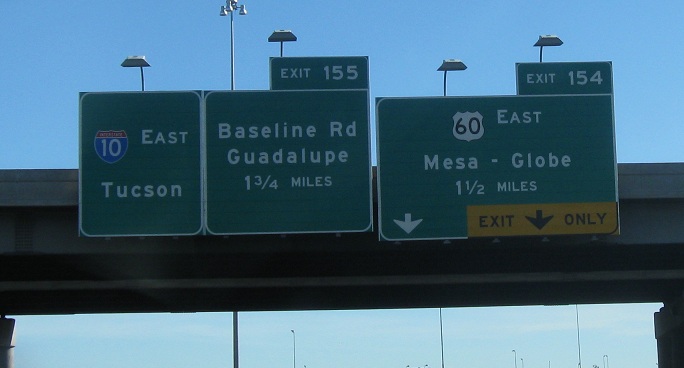 10 EAST
Tucson
EXIT 155
Baseline Rd
Guadalupe
1 3/4 MILES
EXIT 154
60 EAST
Mesa - Globe
1 1/2 MILES
EXIT ONLY